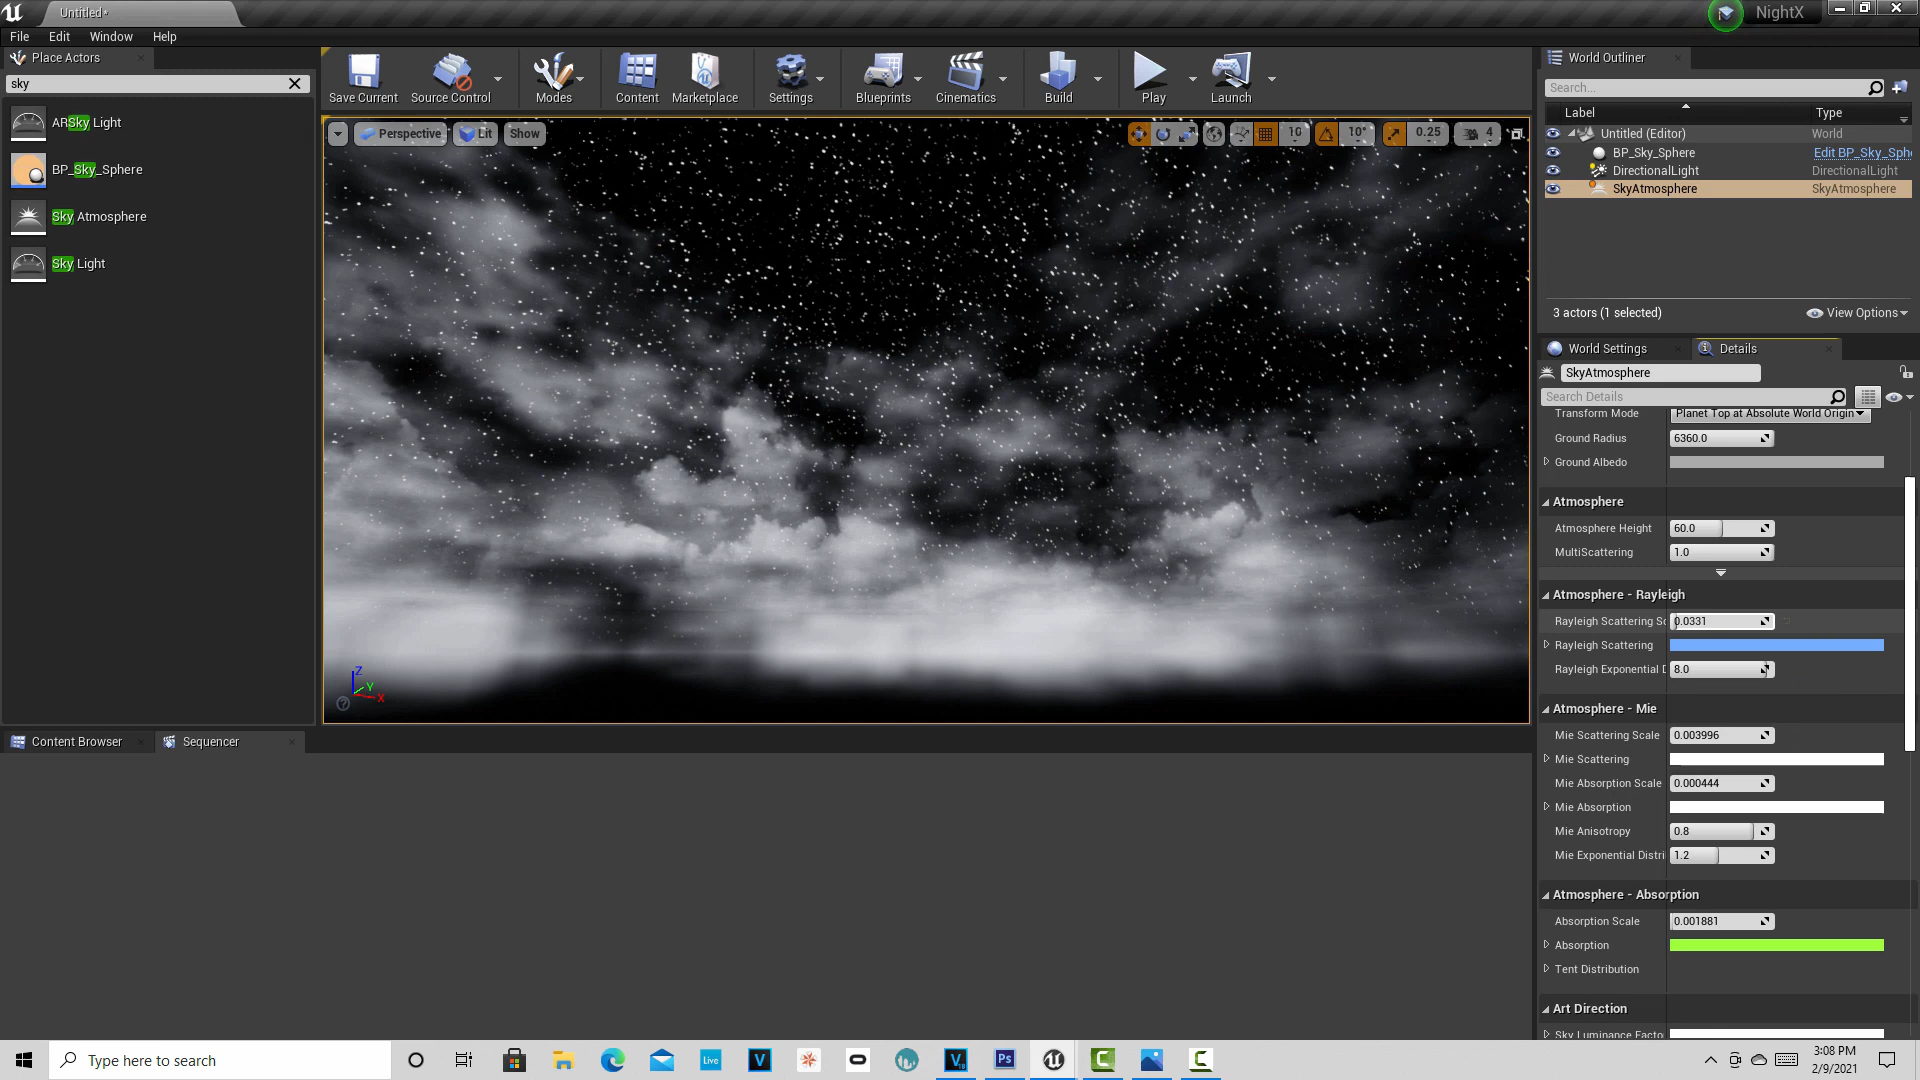 Untitled*
NightX
File Edit Window Help
Place Actors
sky
ARSky Light
BP_Sky_Sphere
Sky Atmosphere
Sky Light
Save Current Source Control Modes Content Marketplace Settings Blueprints Cinematics Build Play Launch
Perspective Lit Show
10 10° 0.25 4
Z
Y
X
World Outliner
Search...
Label Type
Untitled (Editor) World
BP_Sky_Sphere Edit BP_Sky_Sph
DirectionalLight DirectionalLight
SkyAtmosphere SkyAtmosphere
3 actors (1 selected) View Options
World Settings Details
SkyAtmosphere
Search Details
Transform Mode Planet Top at Absolute World Origin
Ground Radius 6360.0
Ground Albedo
Atmosphere
Atmosphere Height 60.0
MultiScattering 1.0
Atmosphere - Rayleigh
Rayleigh Scattering Sc 0.0331
Rayleigh Scattering
Rayleigh Exponential D 8.0
Atmosphere - Mie
Mie Scattering Scale 0.003996
Mie Scattering
Mie Absorption Scale 0.000444
Mie Absorption
Mie Anisotropy 0.8
Mie Exponential Distri 1.2
Atmosphere - Absorption
Absorption Scale 0.001881
Absorption
Tent Distribution
Art Direction
Sky Luminance Facto
Content Browser Sequencer
Type here to search
Live
V
V
Ps
C
C
3:08 PM
2/9/2021